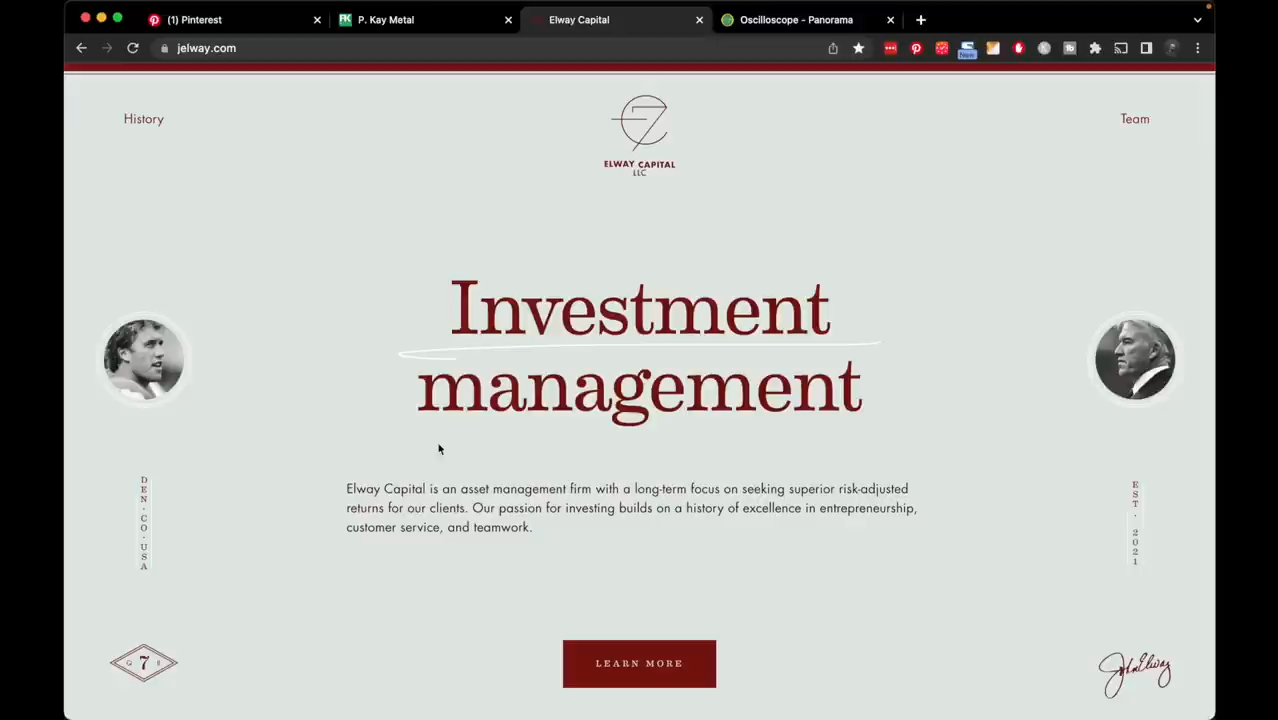 (1) Pinterest
P. Kay Metal
Elway Capital
Oscilloscope - Panorama
jelway.com
New
History
Team
ELWAY CAPITAL
LLC
Investment
management
Elway Capital is an asset management firm with a long-term focus on seeking superior risk-adjusted
returns for our clients. Our passion for investing builds on a history of excellence in entrepreneurship,
customer service, and teamwork.
DEN·CO·USA
EST. 2021
7
LEARN MORE
John Elway